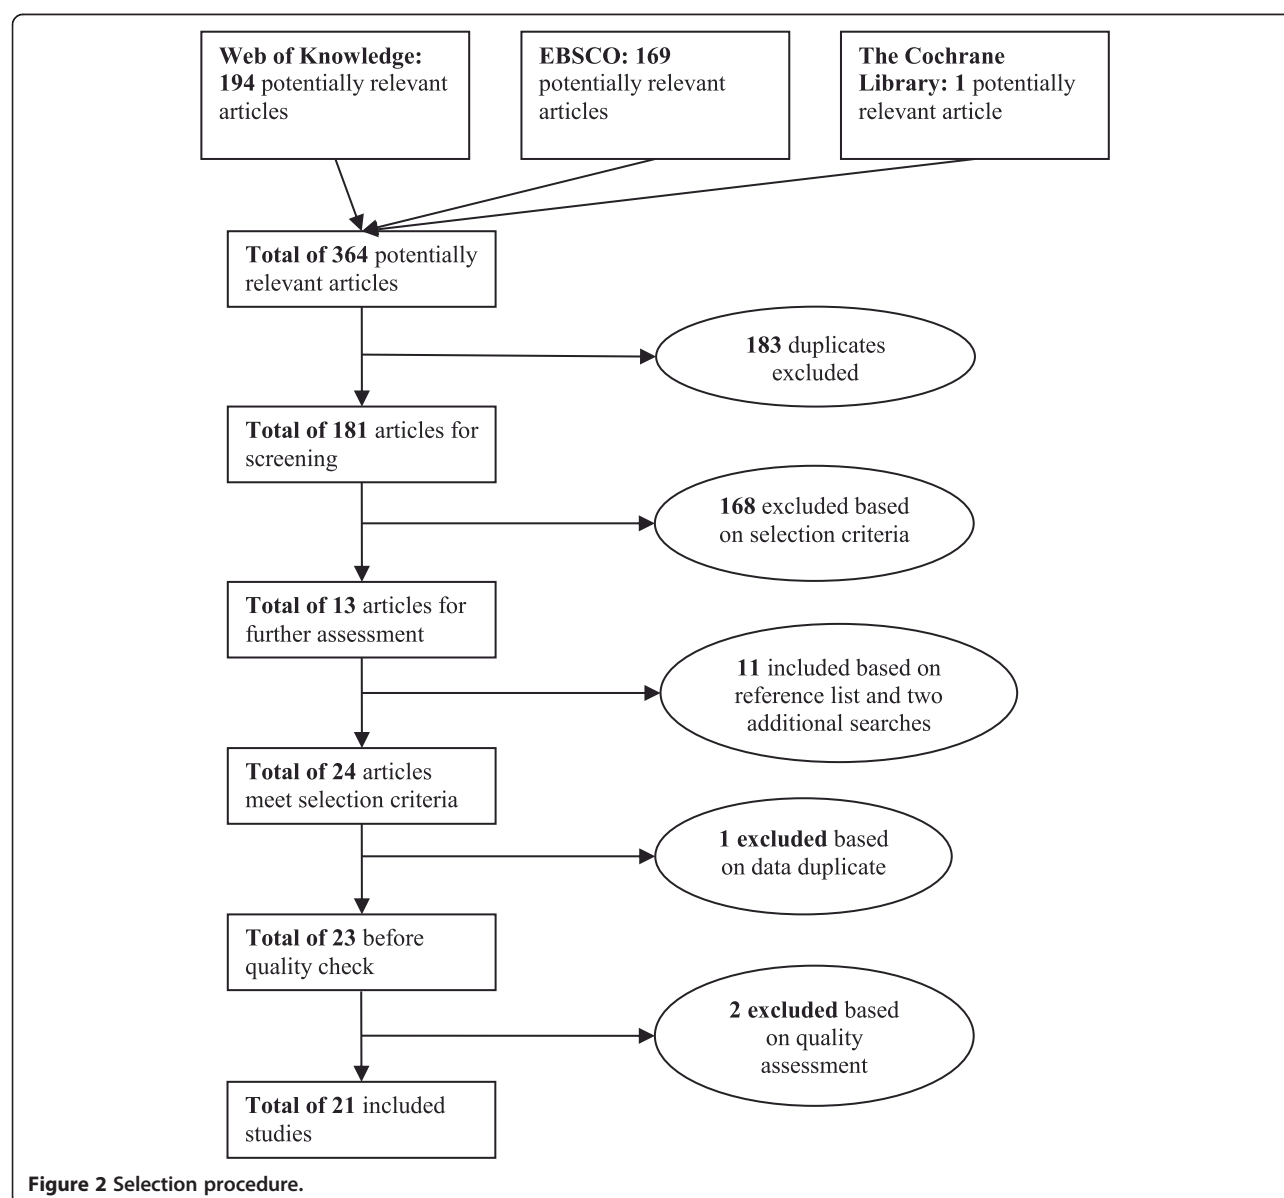 Web of Knowledge:
194 potentially relevant
articles
EBSCO: 169
potentially relevant
articles
The Cochrane
Library: 1 potentially
relevant article
Total of 364 potentially
relevant articles
183 duplicates
excluded
Total of 181 articles for
screening
168 excluded based
on selection criteria
Total of 13 articles for
further assessment
11 included based on
reference list and two
additional searches
Total of 24 articles
meet selection criteria
1 excluded based
on data duplicate
Total of 23 before
quality check
2 excluded based
on quality
assessment
Total of 21 included
studies
Figure 2 Selection procedure.